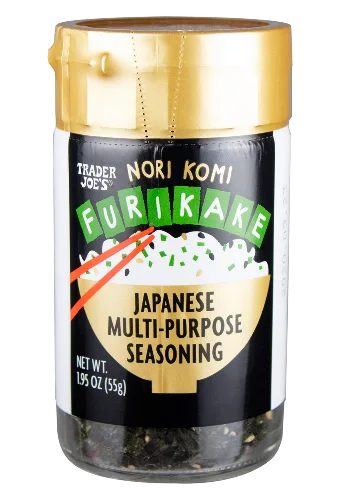 TRADER
JOE'S
NORI KOMI
FURIKAKE
JAPANESE
MULTI-PURPOSE
SEASONING
NET WT.
1.95 OZ (55g)